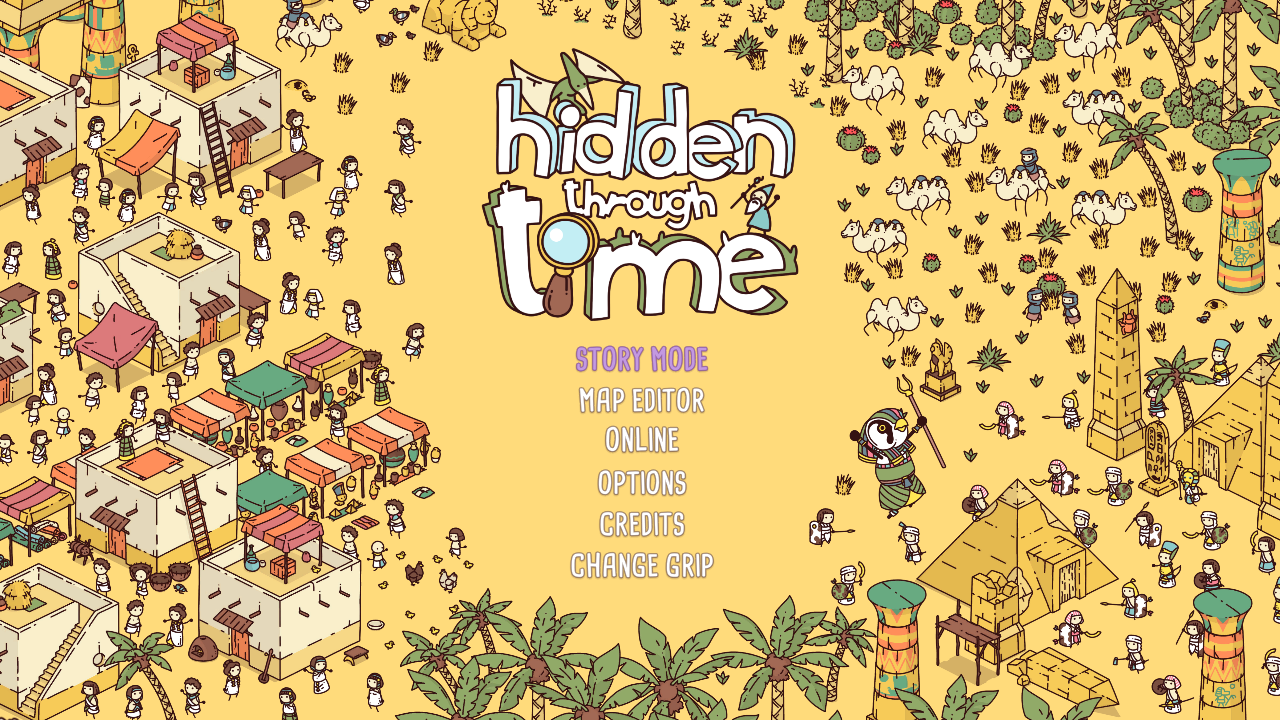 hidden
through
time
STORY MODE
MAP EDITOR
ONLINE
OPTIONS
CREDITS
CHANGE GRIP